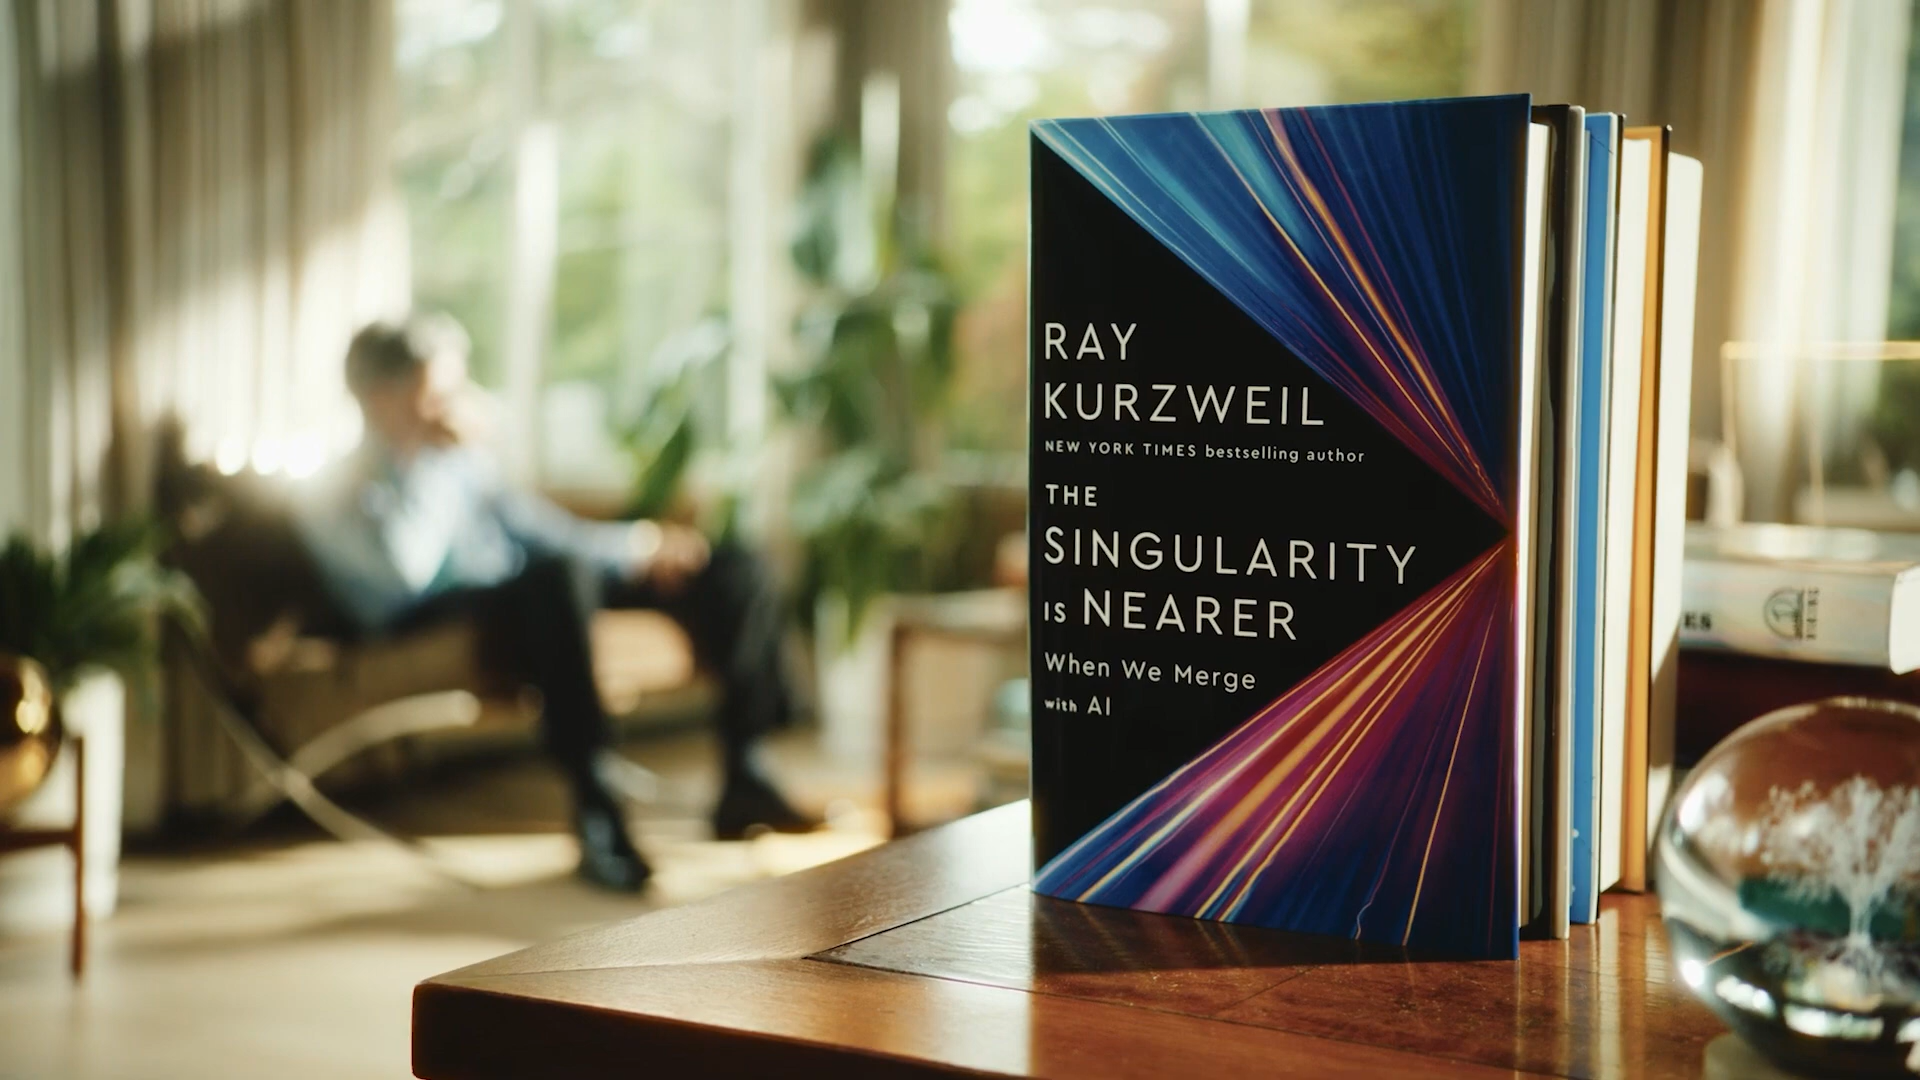 RAY
KURZWEIL
NEW YORK TIMES bestselling author
THE
SINGULARITY
IS NEARER
When We Merge
with AI